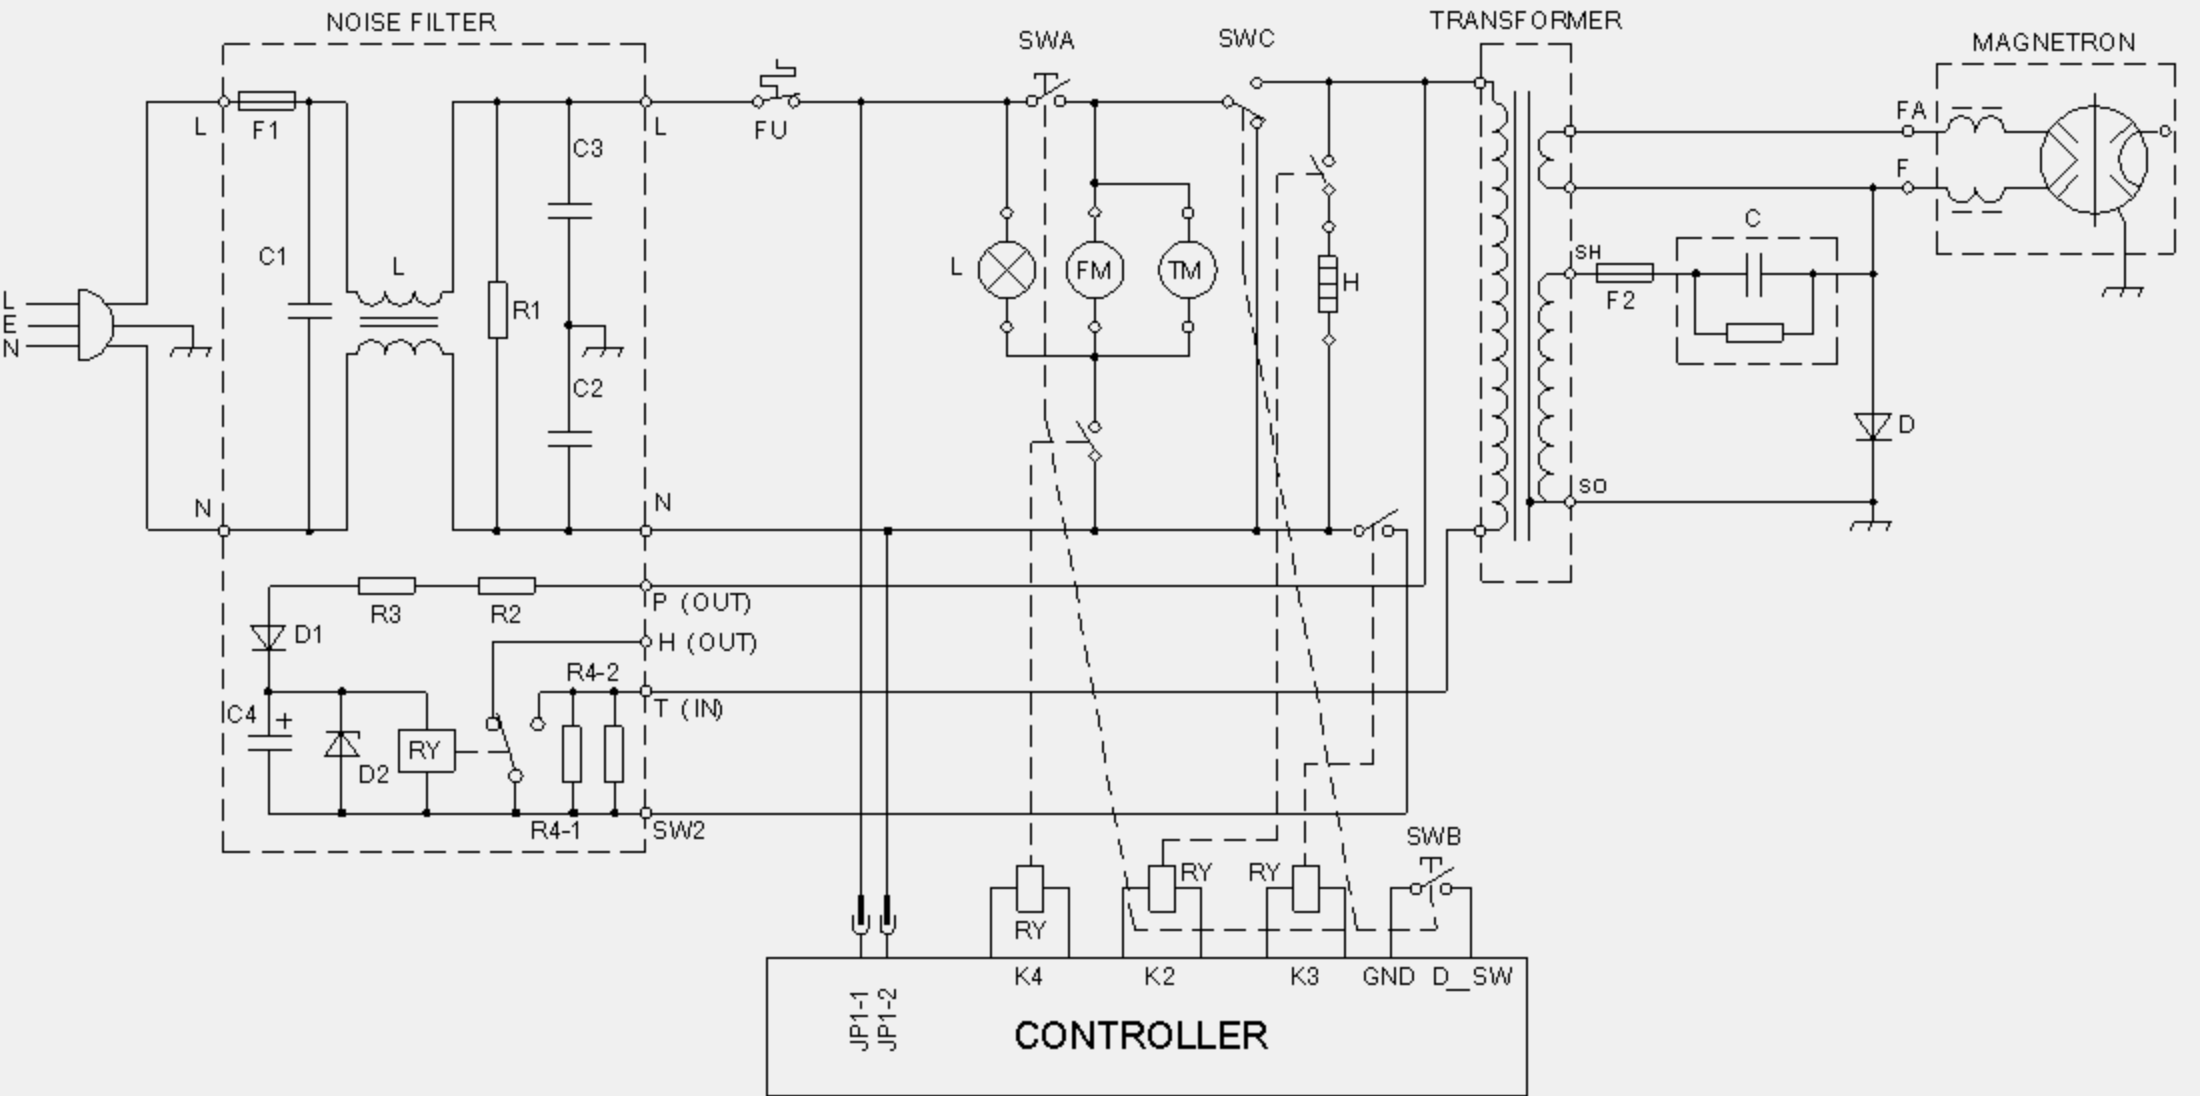 NOISE FILTER
SWA
SWC
TRANSFORMER
MAGNETRON
L
F1
L
FU
FA
F
C3
C
C1
L
L
FM
TM
H
SH
F2
L
E
N
R1
C2
D
N
N
SO
R3
R2
P (OUT)
D1
H (OUT)
R4-2
T (IN)
C4
+
RY
D2
R4-1
SW2
SWB
RY
RY
RY
K4
K2
K3
GND
D__SW
JP1-1
JP1-2
CONTROLLER